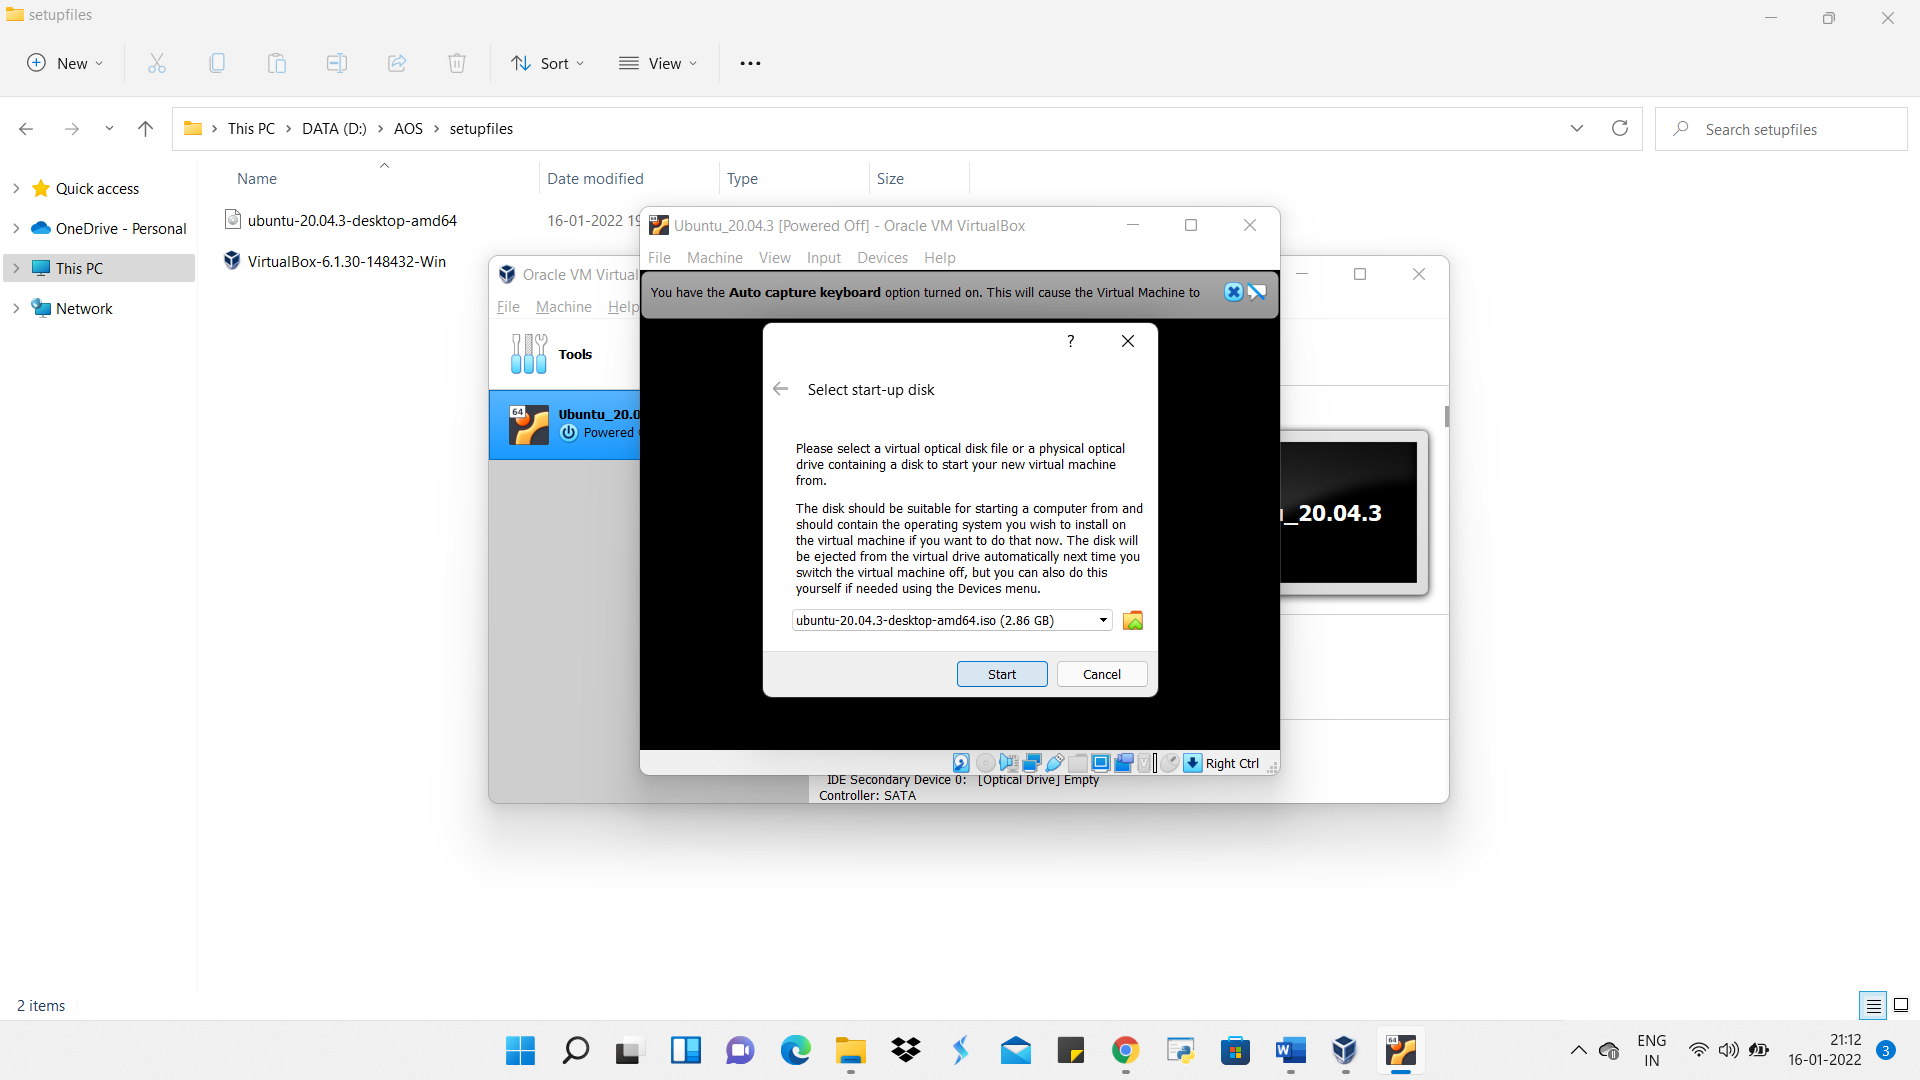 setupfiles
New
Sort
View
This PC
DATA (D:)
AOS
setupfiles
Search setupfiles
Quick access
OneDrive - Personal
This PC
Network
Name
Date modified
Type
Size
ubuntu-20.04.3-desktop-amd64
16-01-2022 19
VirtualBox-6.1.30-148432-Win
Oracle VM Virtual
File Machine Help
Tools
64
Ubuntu_20.0
Powered
Ubuntu_20.04.3 [Powered Off] - Oracle VM VirtualBox
File Machine View Input Devices Help
You have the Auto capture keyboard option turned on. This will cause the Virtual Machine to
?
Select start-up disk
Please select a virtual optical disk file or a physical optical
drive containing a disk to start your new virtual machine
from.
The disk should be suitable for starting a computer from and
should contain the operating system you wish to install on
the virtual machine if you want to do that now. The disk will
be ejected from the virtual drive automatically next time you
switch the virtual machine off, but you can also do this
yourself if needed using the Devices menu.
ubuntu-20.04.3-desktop-amd64.iso (2.86 GB)
Start
Cancel
_20.04.3
Right Ctrl
IDE Secondary Device 0: [Optical Drive] Empty
Controller: SATA
2 items
64
ENG
IN
21:12
16-01-2022
3